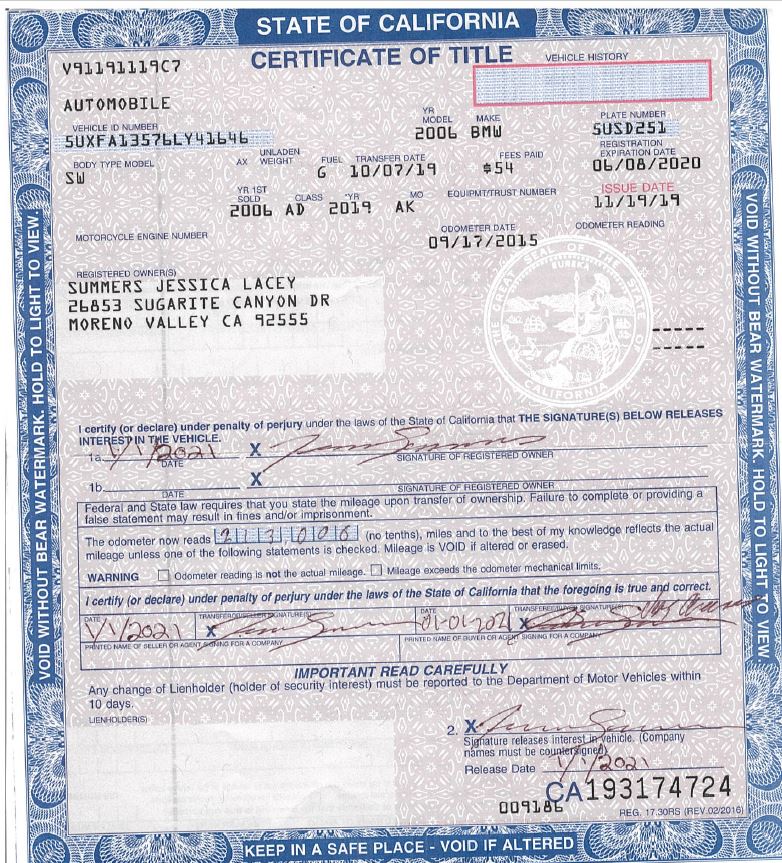 STATE OF CALIFORNIA
CERTIFICATE OF TITLE
VEHICLE HISTORY
V91191119C7
AUTOMOBILE
VEHICLE ID NUMBER
YR MODEL
MAKE
PLATE NUMBER
5UXFA13576LY41646
2006 BMW
5USD251
BODY TYPE MODEL
AX
UNLADEN WEIGHT
FUEL
TRANSFER DATE
FEES PAID
REGISTRATION EXPIRATION DATE
SW
G
10/07/19
$54
06/08/2020
YR 1ST SOLD
CLASS
*YR
MO
EQUIPMT/TRUST NUMBER
ISSUE DATE
2006 AD 2019 AK
11/19/19
MOTORCYCLE ENGINE NUMBER
ODOMETER DATE
ODOMETER READING
09/17/2015
REGISTERED OWNER(S)
SUMMERS JESSICA LACEY
26853 SUGARITE CANYON DR
MORENO VALLEY CA 92555
THE GREAT SEAL OF THE STATE OF CALIFORNIA
EUREKA
I certify (or declare) under penalty of perjury under the laws of the State of California that THE SIGNATURE(S) BELOW RELEASES
INTEREST IN THE VEHICLE.
1a. 1/1/2021 X
DATE
SIGNATURE OF REGISTERED OWNER
1b. X
DATE
SIGNATURE OF REGISTERED OWNER
Federal and State law requires that you state the mileage upon transfer of ownership. Failure to complete or providing a
false statement may result in fines and/or imprisonment.
The odometer now reads (no tenths), miles and to the best of my knowledge reflects the actual
mileage unless one of the following statements is checked. Mileage is VOID if altered or erased.
WARNING Odometer reading is not the actual mileage. Mileage exceeds the odometer mechanical limits.
I certify (or declare) under penalty of perjury under the laws of the State of California that the foregoing is true and correct.
DATE
TRANSFEROR/SELLER SIGNATURE(S)
DATE
TRANSFEREE/BUYER SIGNATURE(S)
1/1/2021 X 01-01-2021 X
PRINTED NAME OF SELLER OR AGENT SIGNING FOR A COMPANY
PRINTED NAME OF BUYER OR AGENT SIGNING FOR A COMPANY
IMPORTANT READ CAREFULLY
Any change of Lienholder (holder of security interest) must be reported to the Department of Motor Vehicles within
10 days.
LIENHOLDER(S)
2. X
Signature releases interest in vehicle. (Company
names must be countersigned)
Release Date 1/1/2021
CA193174724
009186
REG. 17.30RS (REV.02/2016)
KEEP IN A SAFE PLACE - VOID IF ALTERED
VOID WITHOUT BEAR WATERMARK. HOLD TO LIGHT TO VIEW.
VOID WITHOUT BEAR WATERMARK. HOLD TO LIGHT TO VIEW.